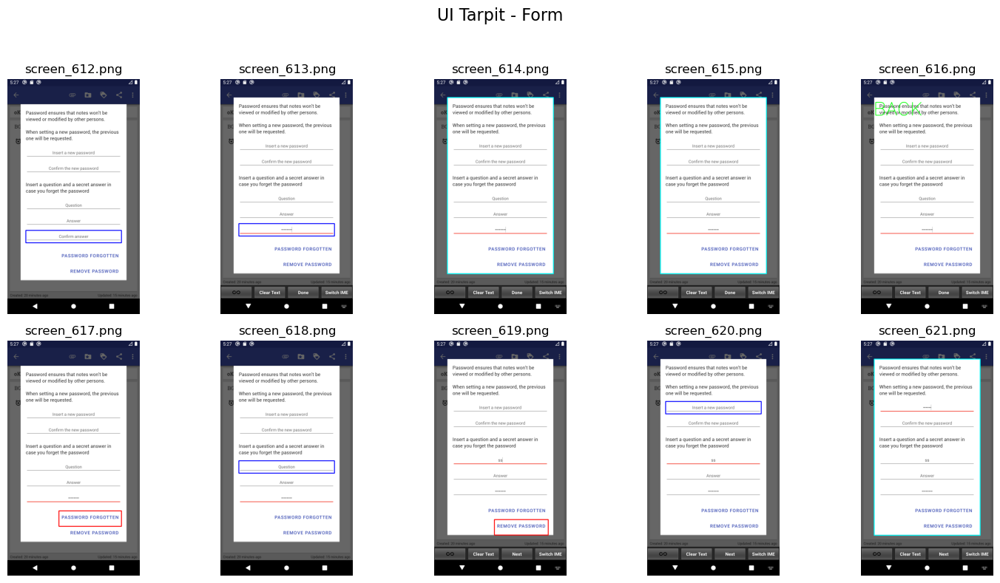 UI Tarpit - Form
screen_612.png
5:27
Password ensures that notes won't be
viewed or modified by other persons.
When setting a new password, the previous
one will be requested.
Insert a new password
Confirm the new password
Insert a question and a secret answer in
case you forget the password
Question
Answer
Confirm answer
PASSWORD FORGOTTEN
REMOVE PASSWORD
Created: 20 minutes ago
Updated: 15 minutes ago
screen_613.png
5:27
Password ensures that notes won't be
viewed or modified by other persons.
When setting a new password, the previous
one will be requested.
Insert a new password
Confirm the new password
Insert a question and a secret answer in
case you forget the password
Question
Answer
••••••••
PASSWORD FORGOTTEN
REMOVE PASSWORD
Created: 20 minutes ago
Updated: 15 minutes ago
Clear Text
Done
Switch IME
screen_614.png
5:27
Password ensures that notes won't be
viewed or modified by other persons.
When setting a new password, the previous
one will be requested.
Insert a new password
Confirm the new password
Insert a question and a secret answer in
case you forget the password
Question
Answer
••••••••
PASSWORD FORGOTTEN
REMOVE PASSWORD
Created: 20 minutes ago
Updated: 15 minutes ago
Clear Text
Done
Switch IME
screen_615.png
5:27
Password ensures that notes won't be
viewed or modified by other persons.
When setting a new password, the previous
one will be requested.
Insert a new password
Confirm the new password
Insert a question and a secret answer in
case you forget the password
Question
Answer
••••••••
PASSWORD FORGOTTEN
REMOVE PASSWORD
Created: 20 minutes ago
Updated: 15 minutes ago
Clear Text
Done
Switch IME
screen_616.png
5:27
BACK
Password ensures that notes won't be
viewed or modified by other persons.
When setting a new password, the previous
one will be requested.
Insert a new password
Confirm the new password
Insert a question and a secret answer in
case you forget the password
Question
Answer
••••••••
PASSWORD FORGOTTEN
REMOVE PASSWORD
Created: 20 minutes ago
Updated: 15 minutes ago
Clear Text
Done
Switch IME
screen_617.png
5:27
Password ensures that notes won't be
viewed or modified by other persons.
When setting a new password, the previous
one will be requested.
Insert a new password
Confirm the new password
Insert a question and a secret answer in
case you forget the password
Question
Answer
••••••••
PASSWORD FORGOTTEN
REMOVE PASSWORD
Created: 20 minutes ago
Updated: 15 minutes ago
screen_618.png
5:27
Password ensures that notes won't be
viewed or modified by other persons.
When setting a new password, the previous
one will be requested.
Insert a new password
Confirm the new password
Insert a question and a secret answer in
case you forget the password
Question
Answer
••••••••
PASSWORD FORGOTTEN
REMOVE PASSWORD
Created: 20 minutes ago
Updated: 15 minutes ago
screen_619.png
5:27
Password ensures that notes won't be
viewed or modified by other persons.
When setting a new password, the previous
one will be requested.
Insert a new password
Confirm the new password
Insert a question and a secret answer in
case you forget the password
ss
Answer
••••••••
PASSWORD FORGOTTEN
REMOVE PASSWORD
Created: 20 minutes ago
Updated: 15 minutes ago
Clear Text
Next
Switch IME
screen_620.png
5:27
Password ensures that notes won't be
viewed or modified by other persons.
When setting a new password, the previous
one will be requested.
Insert a new password
Confirm the new password
Insert a question and a secret answer in
case you forget the password
ss
Answer
••••••••
PASSWORD FORGOTTEN
REMOVE PASSWORD
Created: 20 minutes ago
Updated: 15 minutes ago
Clear Text
Next
Switch IME
screen_621.png
5:27
Password ensures that notes won't be
viewed or modified by other persons.
When setting a new password, the previous
one will be requested.
••••••
Confirm the new password
Insert a question and a secret answer in
case you forget the password
ss
Answer
••••••••
PASSWORD FORGOTTEN
REMOVE PASSWORD
Created: 20 minutes ago
Updated: 15 minutes ago
Clear Text
Next
Switch IME